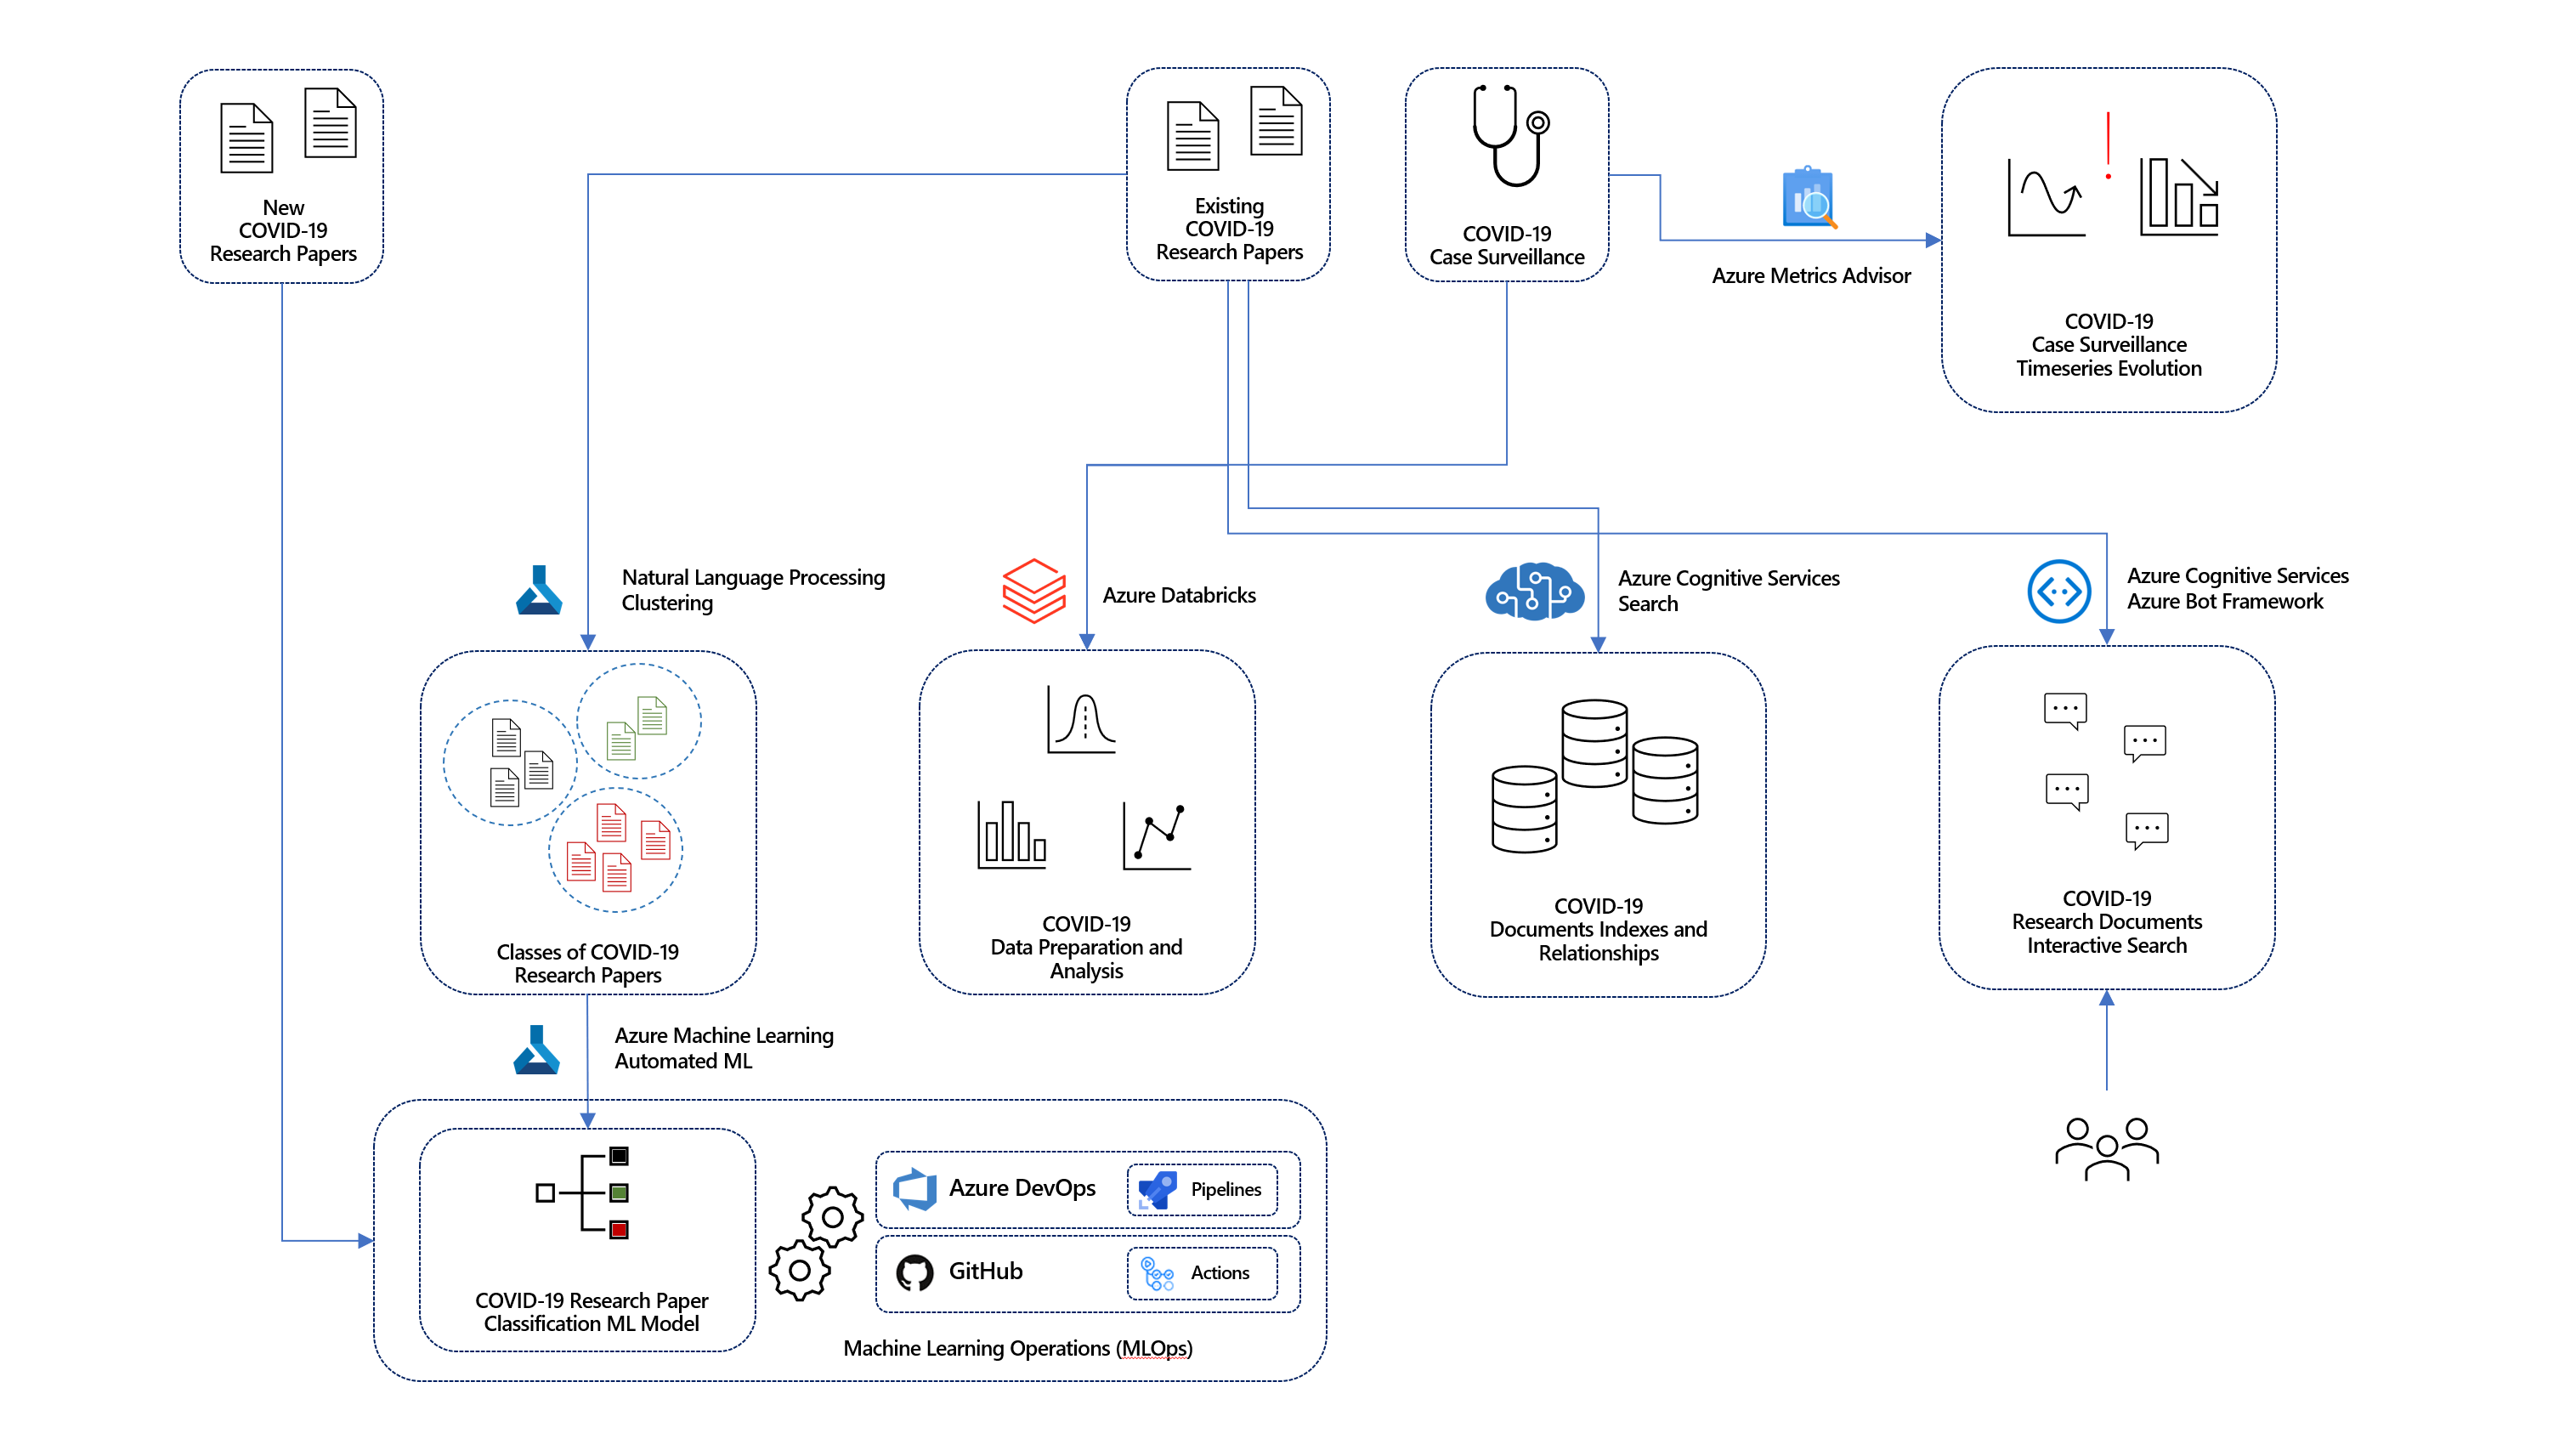 New
COVID-19
Research Papers
Existing
COVID-19
Research Papers
COVID-19
Case Surveillance
Azure Metrics Advisor
COVID-19
Case Surveillance
Timeseries Evolution
Natural Language Processing
Clustering
Azure Databricks
Azure Cognitive Services
Search
Azure Cognitive Services
Azure Bot Framework
Classes of COVID-19
Research Papers
COVID-19
Data Preparation and
Analysis
COVID-19
Documents Indexes and
Relationships
COVID-19
Research Documents
Interactive Search
Azure Machine Learning
Automated ML
COVID-19 Research Paper
Classification ML Model
Azure DevOps
Pipelines
GitHub
Actions
Machine Learning Operations (MLOps)